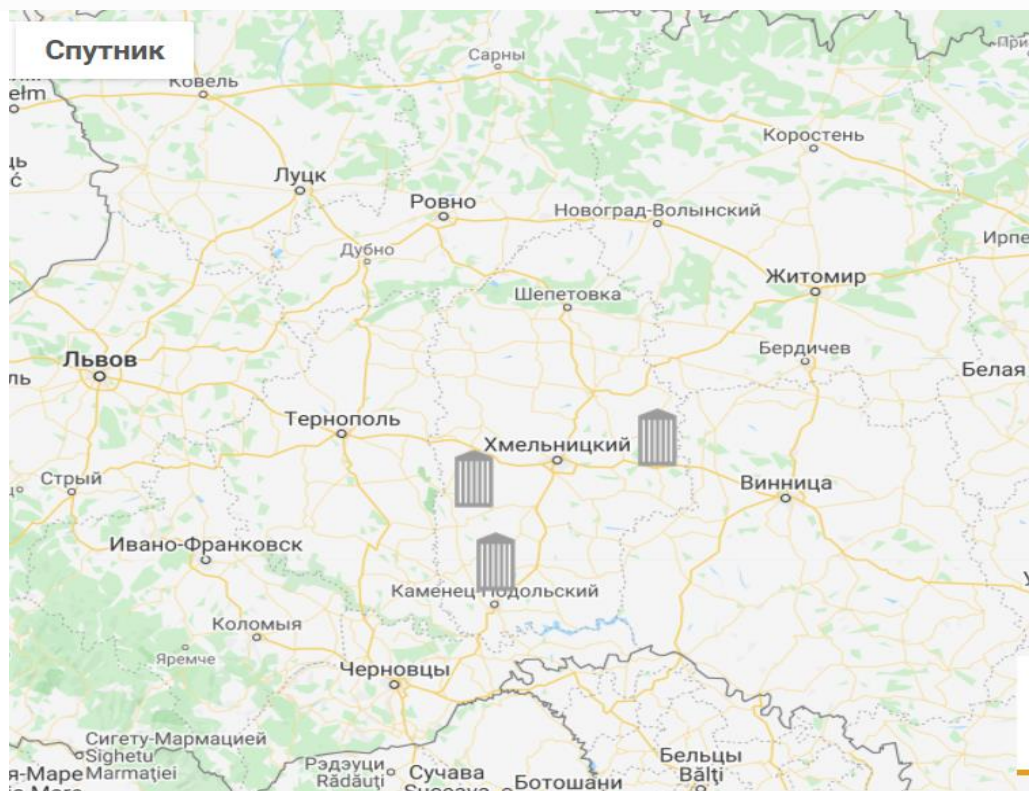 Спутник
Сарны
Ковель
Коростень
Луцк
Ровно
Новоград-Волынский
Дубно
Житомир
Шепетовка
Бердичев
Львов
Белая
Тернополь
Хмельницкий
Стрый
Винница
Ивано-Франковск
Каменец-Подольский
Коломыя
Яремче
Черновцы
Сигету-Мармацией
Sighetu
Marmației
Рэдэуци
Rădăuți
Сучава
Ботошани
Бельцы
Bălți